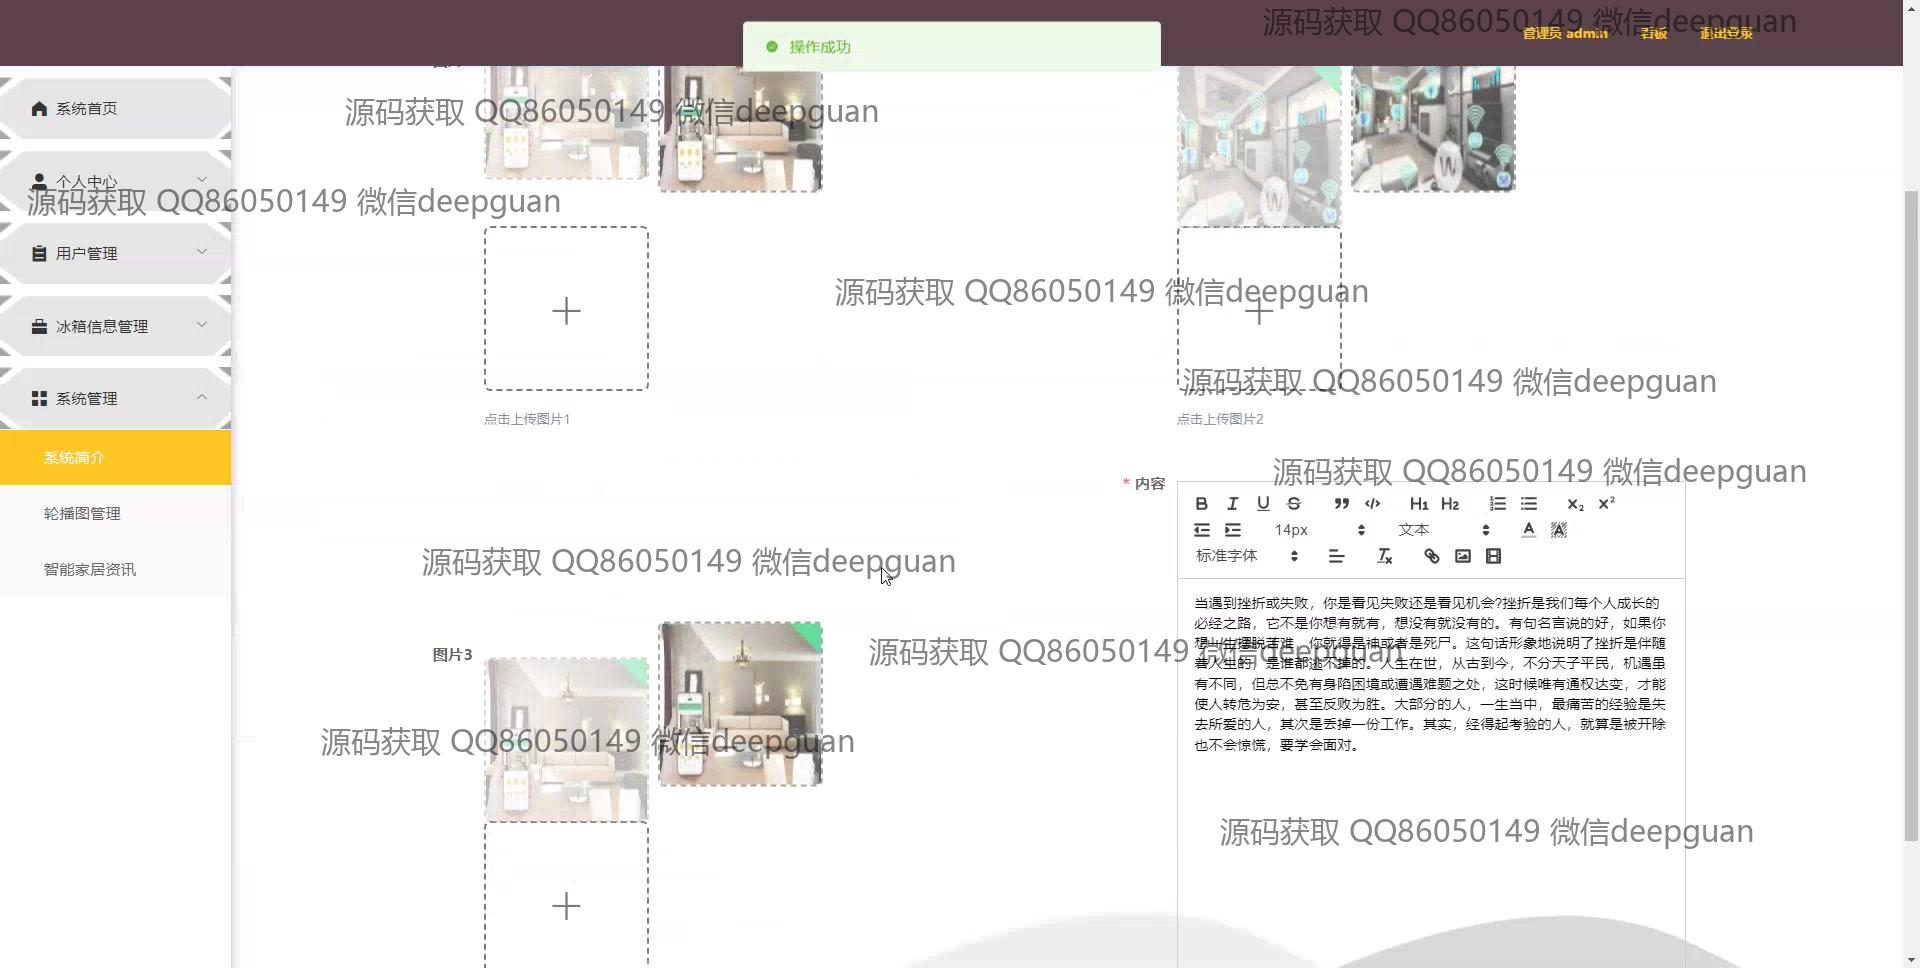 操作成功
源码获取 QQ86050149 微信deepguan
管理员 admin
看板
退出登录
系统首页
源码获取 QQ86050149 微信deepguan
个人中心
源码获取 QQ86050149 微信deepguan
用户管理
源码获取 QQ86050149 微信deepguan
冰箱信息管理
源码获取 QQ86050149 微信deepguan
系统管理
点击上传图片1
点击上传图片2
系统简介
源码获取 QQ86050149 微信deepguan
* 内容
14px
文本
标准字体
轮播图管理
智能家居资讯
源码获取 QQ86050149 微信deepguan
当遇到挫折或失败，你是看见失败还是看见机会?挫折是我们每个人成长的
必经之路，它不是你想有就有，想没有就没有的。有句名言说的好，如果你
想一生摆脱苦难，你就得是神或者是死尸。这句话形象地说明了挫折是伴随
着人生的，是谁都逃不掉的。人生在世，从古到今，不分天子平民，机遇虽
有不同，但总不免有身陷困境或遭遇难题之处，这时候唯有通权达变，才能
使人转危为安，甚至反败为胜。大部分的人，一生当中，最痛苦的经验是失
去所爱的人，其次是丢掉一份工作。其实，经得起考验的人，就算是被开除
也不会惊慌，要学会面对。
源码获取 QQ86050149 微信deepguan
图片3
源码获取 QQ86050149 微信deepguan
源码获取 QQ86050149 微信deepguan